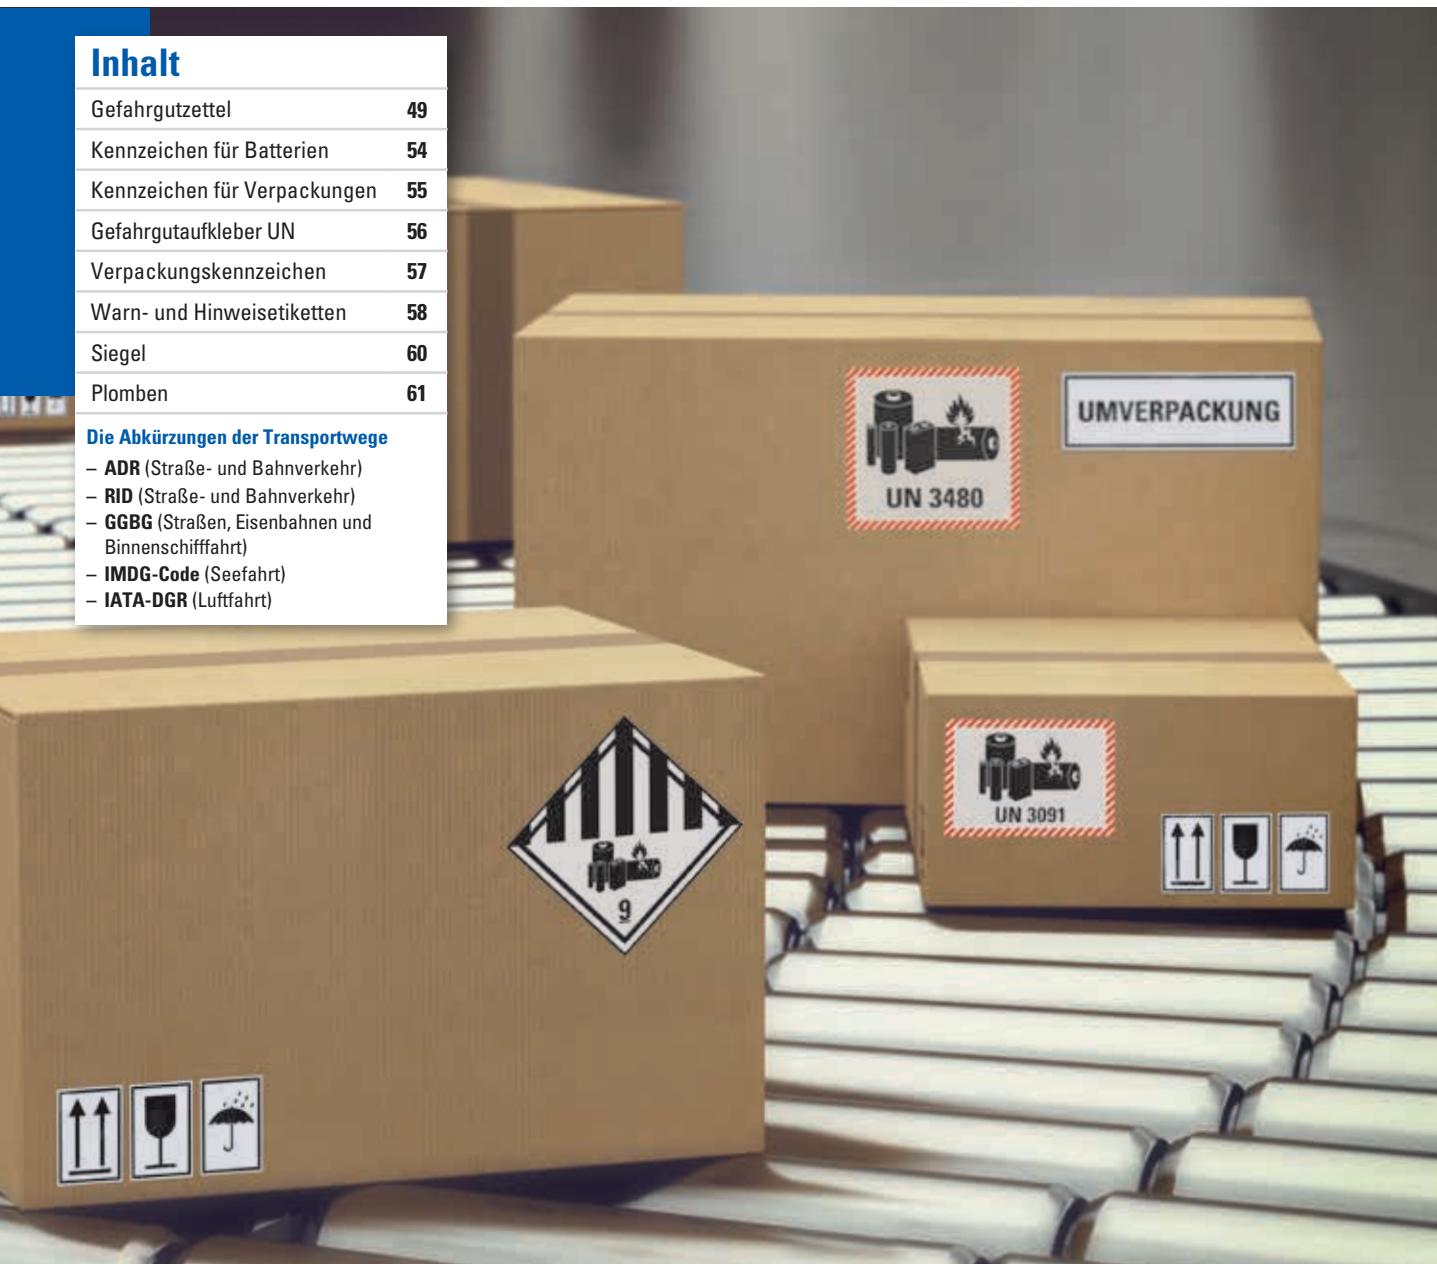 Inhalt
Gefahrgutzettel 49
Kennzeichen für Batterien 54
Kennzeichen für Verpackungen 55
Gefahrgutaufkleber UN 56
Verpackungskennzeichen 57
Warn- und Hinweisetiketten 58
Siegel 60
Plomben 61
Die Abkürzungen der Transportwege
– ADR (Straße- und Bahnverkehr)
– RID (Straße- und Bahnverkehr)
– GGBG (Straßen, Eisenbahnen und
Binnenschifffahrt)
– IMDG-Code (Seefahrt)
– IATA-DGR (Luftfahrt)
UN 3480
UMVERPACKUNG
UN 3091
9